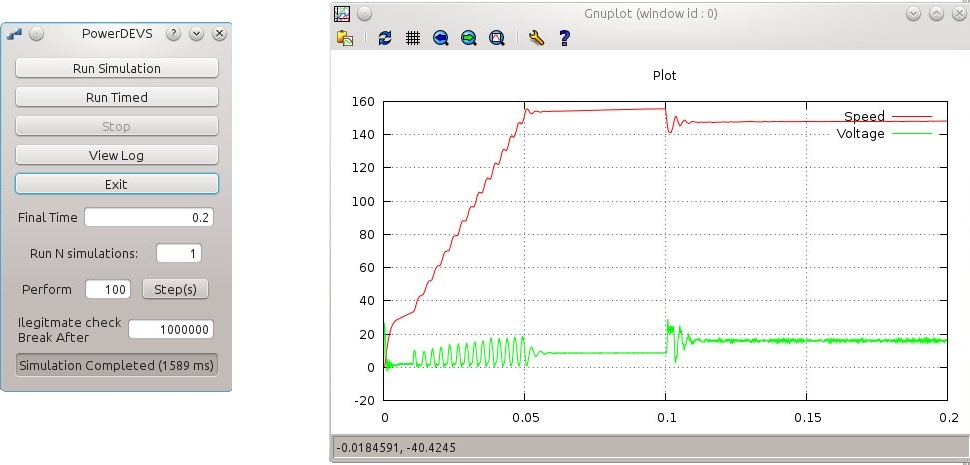 PowerDEVS
Run Simulation
Run Timed
Stop
View Log
Exit
Final Time 0.2
Run N simulations: 1
Perform 100 Step(s)
Ilegitmate check
Break After 1000000
Simulation Completed (1589 ms)
Gnuplot (window id : 0)
Plot
Speed
Voltage
160
140
120
100
80
60
40
20
0
-20
0 0.05 0.1 0.15 0.2
-0.0184591, -40.4245